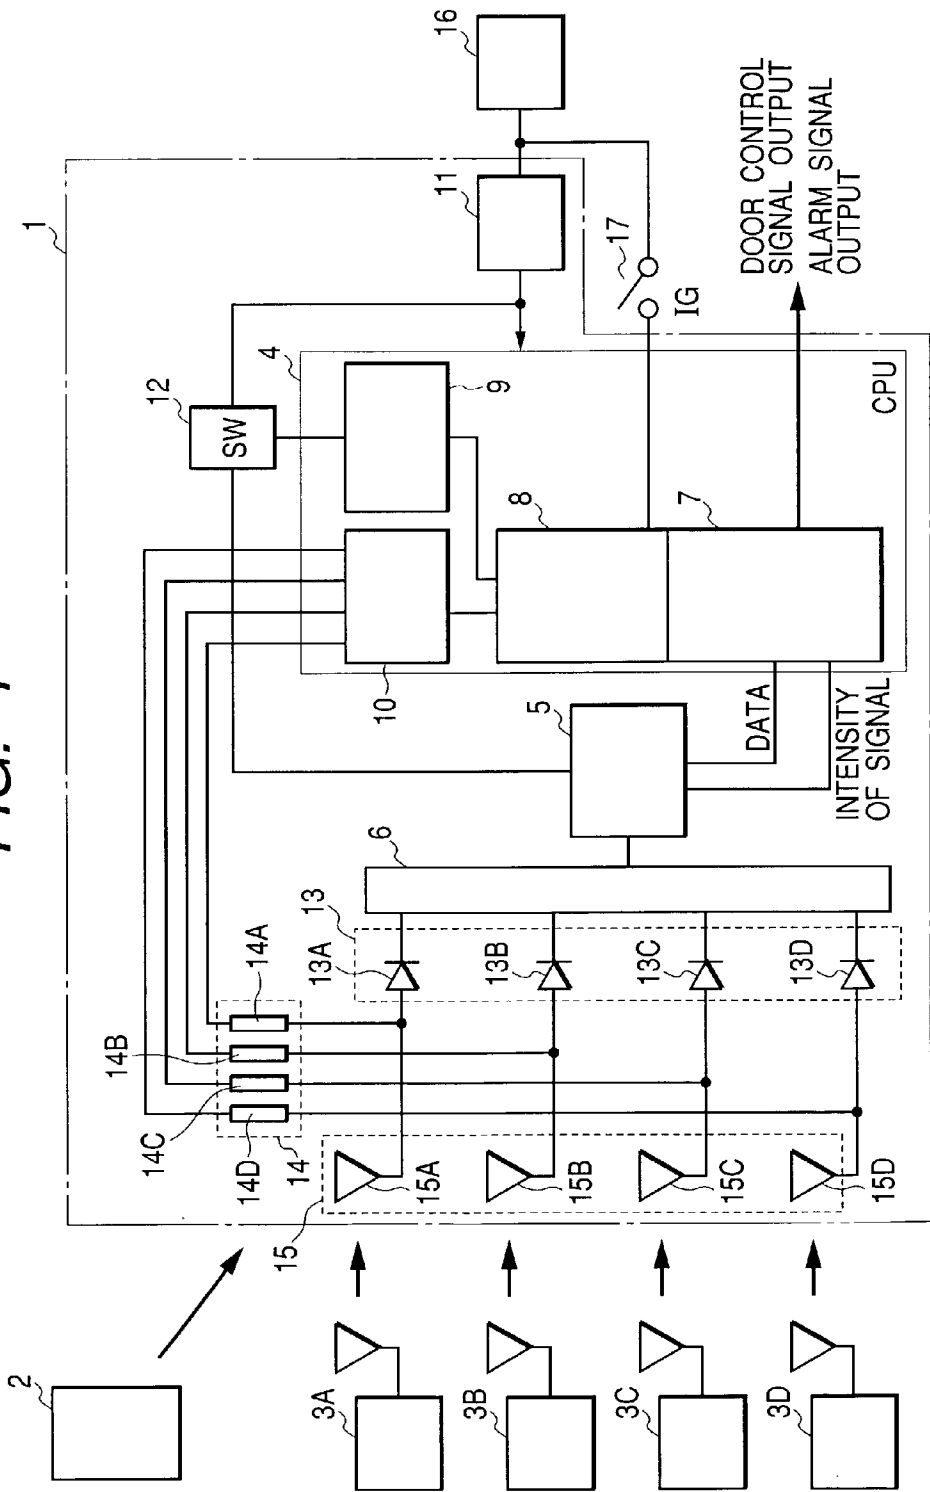 1
2
3A
3B
3C
3D
15
15A
15B
15C
15D
14
14A
14B
14C
14D
13
13A
13B
13C
13D
6
5
DATA
INTENSITY
OF SIGNAL
4
10
9
8
7
CPU
12
SW
11
16
17
IG
DOOR CONTROL
SIGNAL OUTPUT
ALARM SIGNAL
OUTPUT